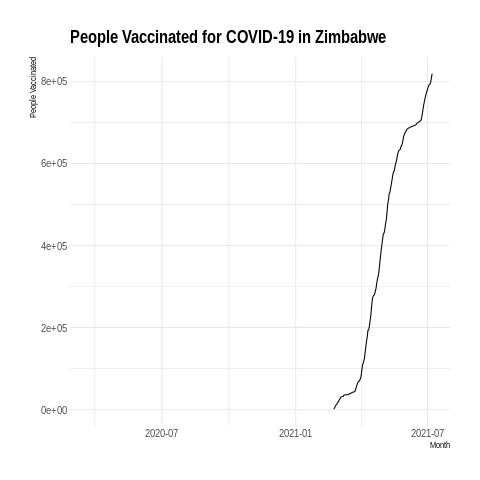 People Vaccinated for COVID-19 in Zimbabwe
People Vaccinated
8e+05
6e+05
4e+05
2e+05
0e+00
2020-07 2021-01 2021-07
Month